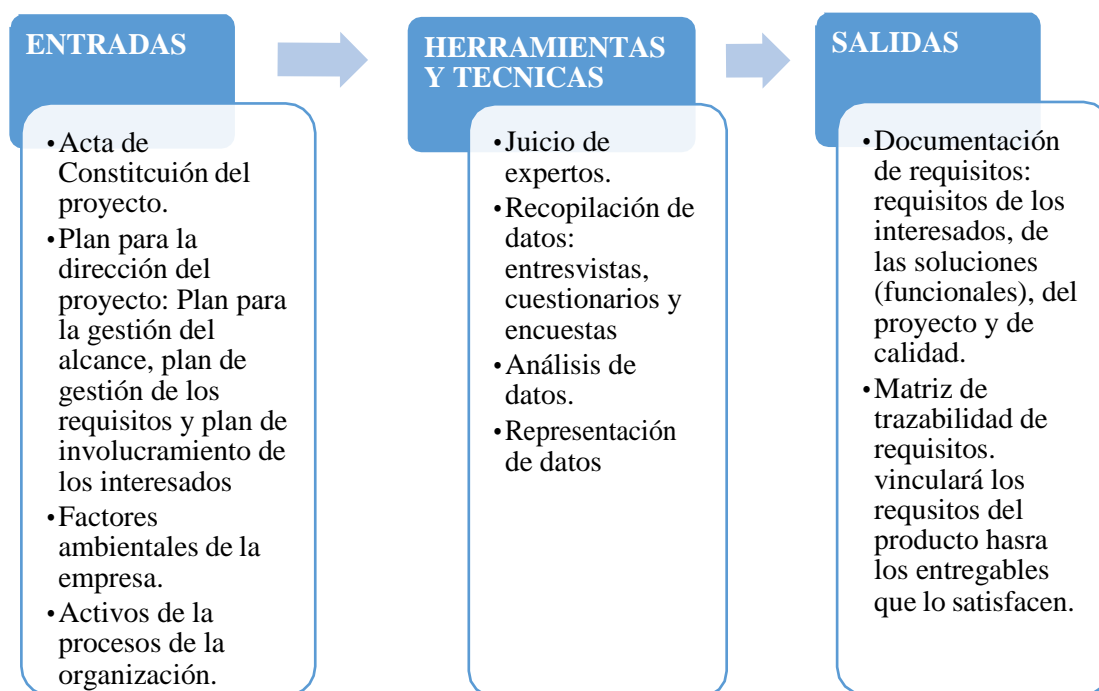 ENTRADAS
•Acta de
Constitcuión del
proyecto.
•Plan para la
dirección del
proyecto: Plan para
la gestión del
alcance, plan de
gestión de los
requisitos y plan de
involucramiento de
los interesados
•Factores
ambientales de la
empresa.
•Activos de la
procesos de la
organización.
HERRAMIENTAS
Y TECNICAS
•Juicio de
expertos.
•Recopilación de
datos:
entresvistas,
cuestionarios y
encuestas
•Análisis de
datos.
•Representación
de datos
SALIDAS
•Documentación
de requisitos:
requisitos de los
interesados, de
las soluciones
(funcionales), del
proyecto y de
calidad.
•Matriz de
trazabilidad de
requisitos.
vinculará los
requsitos del
producto hasra
los entregables
que lo satisfacen.